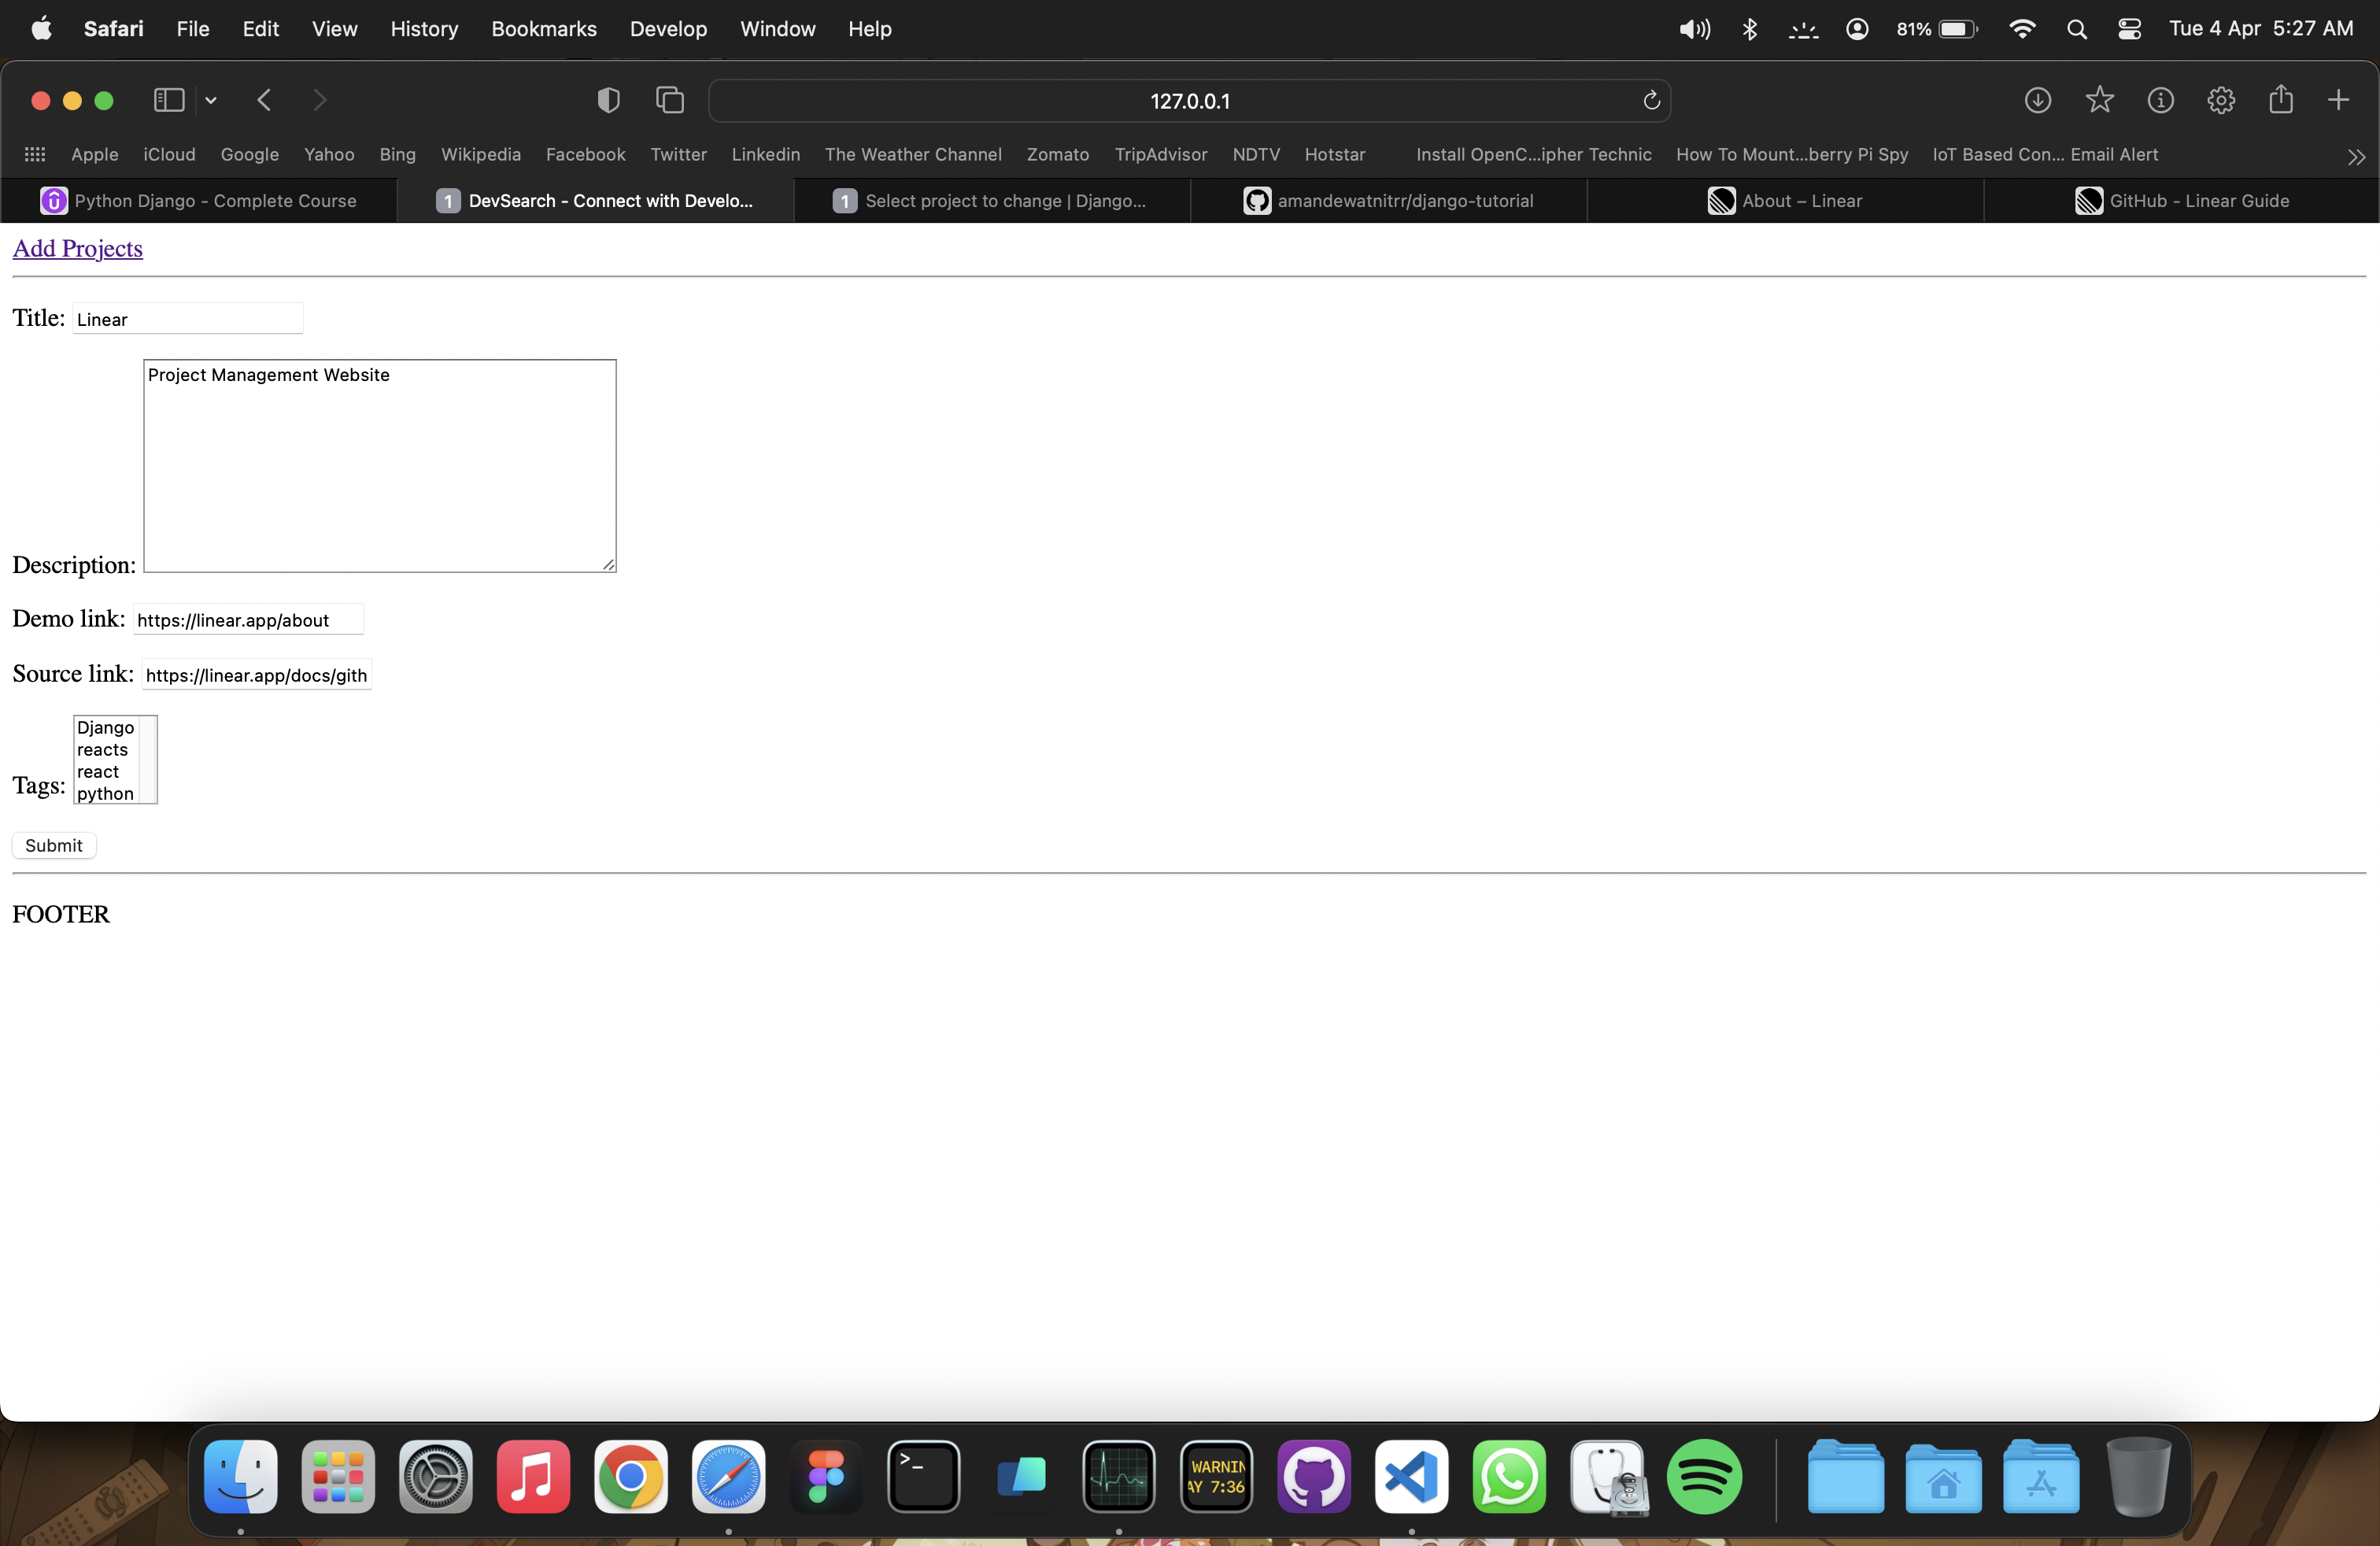 Safari File Edit View History Bookmarks Develop Window Help 81% Tue 4 Apr 5:27 AM
127.0.0.1
Apple iCloud Google Yahoo Bing Wikipedia Facebook Twitter Linkedin The Weather Channel Zomato TripAdvisor NDTV Hotstar Install OpenC...ipher Technic How To Mount...berry Pi Spy IoT Based Con... Email Alert
Python Django - Complete Course 1 DevSearch - Connect with Develo... 1 Select project to change | Django... amandewatnitrr/django-tutorial About – Linear GitHub - Linear Guide
Add Projects
Title: Linear
Project Management Website
Description:
Demo link: https://linear.app/about
Source link: https://linear.app/docs/gith
Django
reacts
react
Tags:
python
Submit
FOOTER
>_
WARNIN
AY 7:36